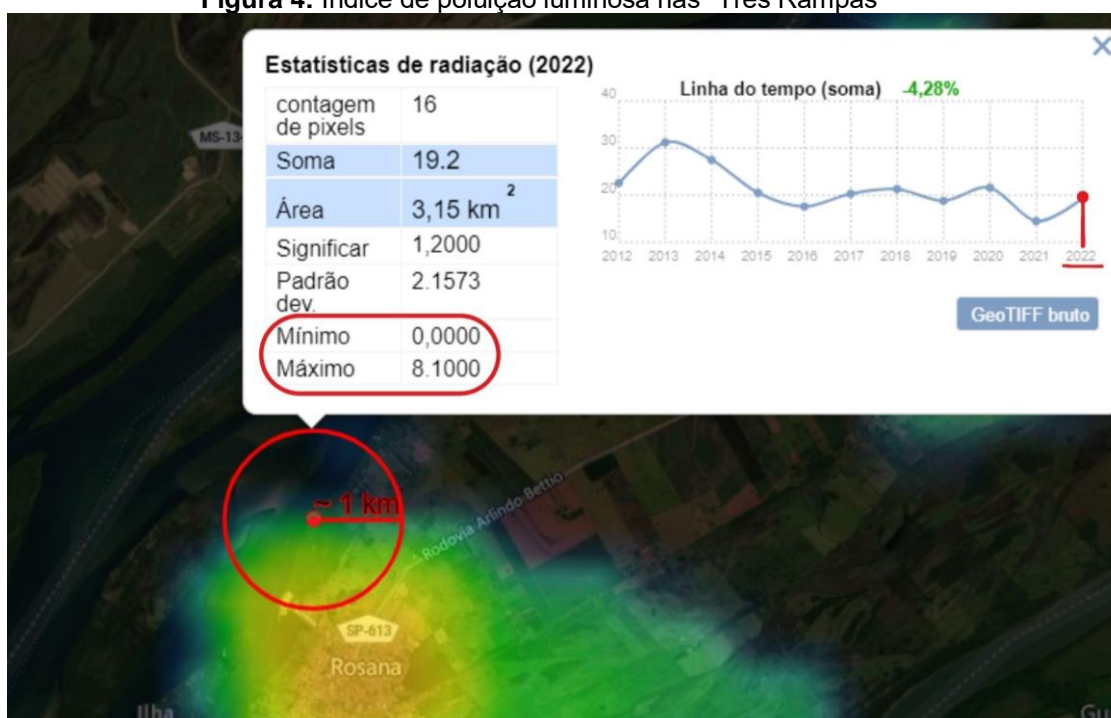 Figura 4. Índice de poluição luminosa nas "Três Rampas"
Estatísticas de radiação (2022)
contagem de pixels 16
Soma 19.2
Área 3,15 km²
Significar 1,2000
Padrão dev. 2.1573
Mínimo 0,0000
Máximo 8.1000
Linha do tempo (soma) -4,28%
40
30
20
10
2012 2013 2014 2015 2016 2017 2018 2019 2020 2021 2022
GeoTIFF bruto
MS-13
~ 1 km
Rodovia Arlindo Bettio
SP-613
Rosana
Ilha
Gu